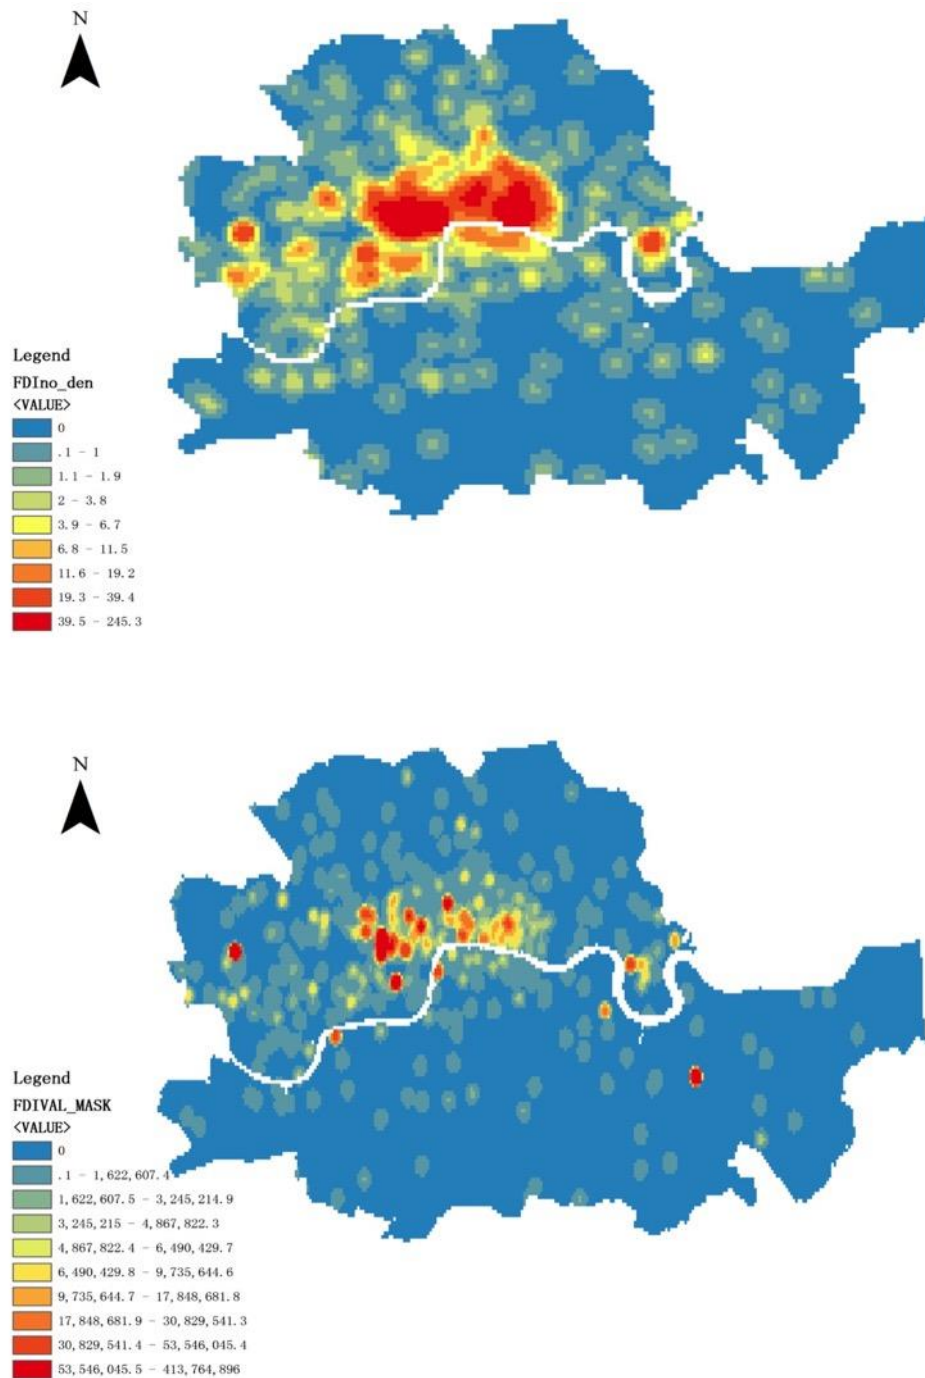 N
Legend
FDIno_den
<VALUE>
0
.1 - 1
1.1 - 1.9
2 - 3.8
3.9 - 6.7
6.8 - 11.5
11.6 - 19.2
19.3 - 39.4
39.5 - 245.3
N
Legend
FDIVAL_MASK
<VALUE>
0
.1 - 1,622,607.4
1,622,607.5 - 3,245,214.9
3,245,215 - 4,867,822.3
4,867,822.4 - 6,490,429.7
6,490,429.8 - 9,735,644.6
9,735,644.7 - 17,848,681.8
17,848,681.9 - 30,829,541.3
30,829,541.4 - 53,546,045.4
53,546,045.5 - 413,764,896